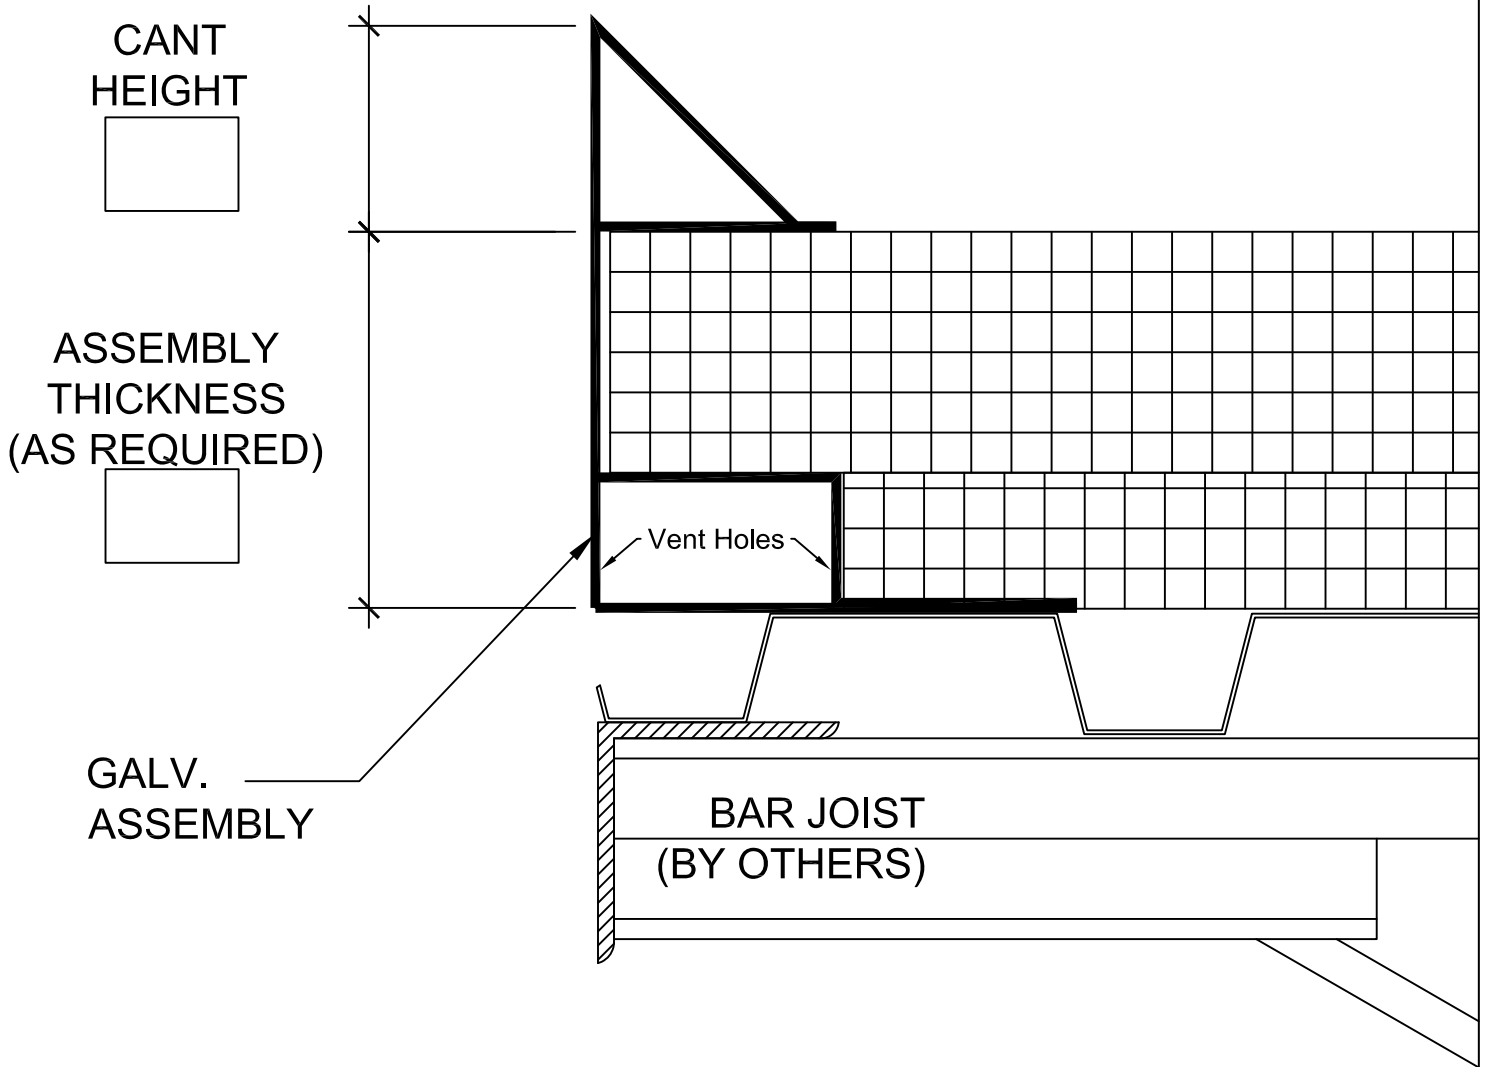 CANT
HEIGHT
ASSEMBLY
THICKNESS
(AS REQUIRED)
Vent Holes
GALV.
ASSEMBLY
BAR JOIST
(BY OTHERS)